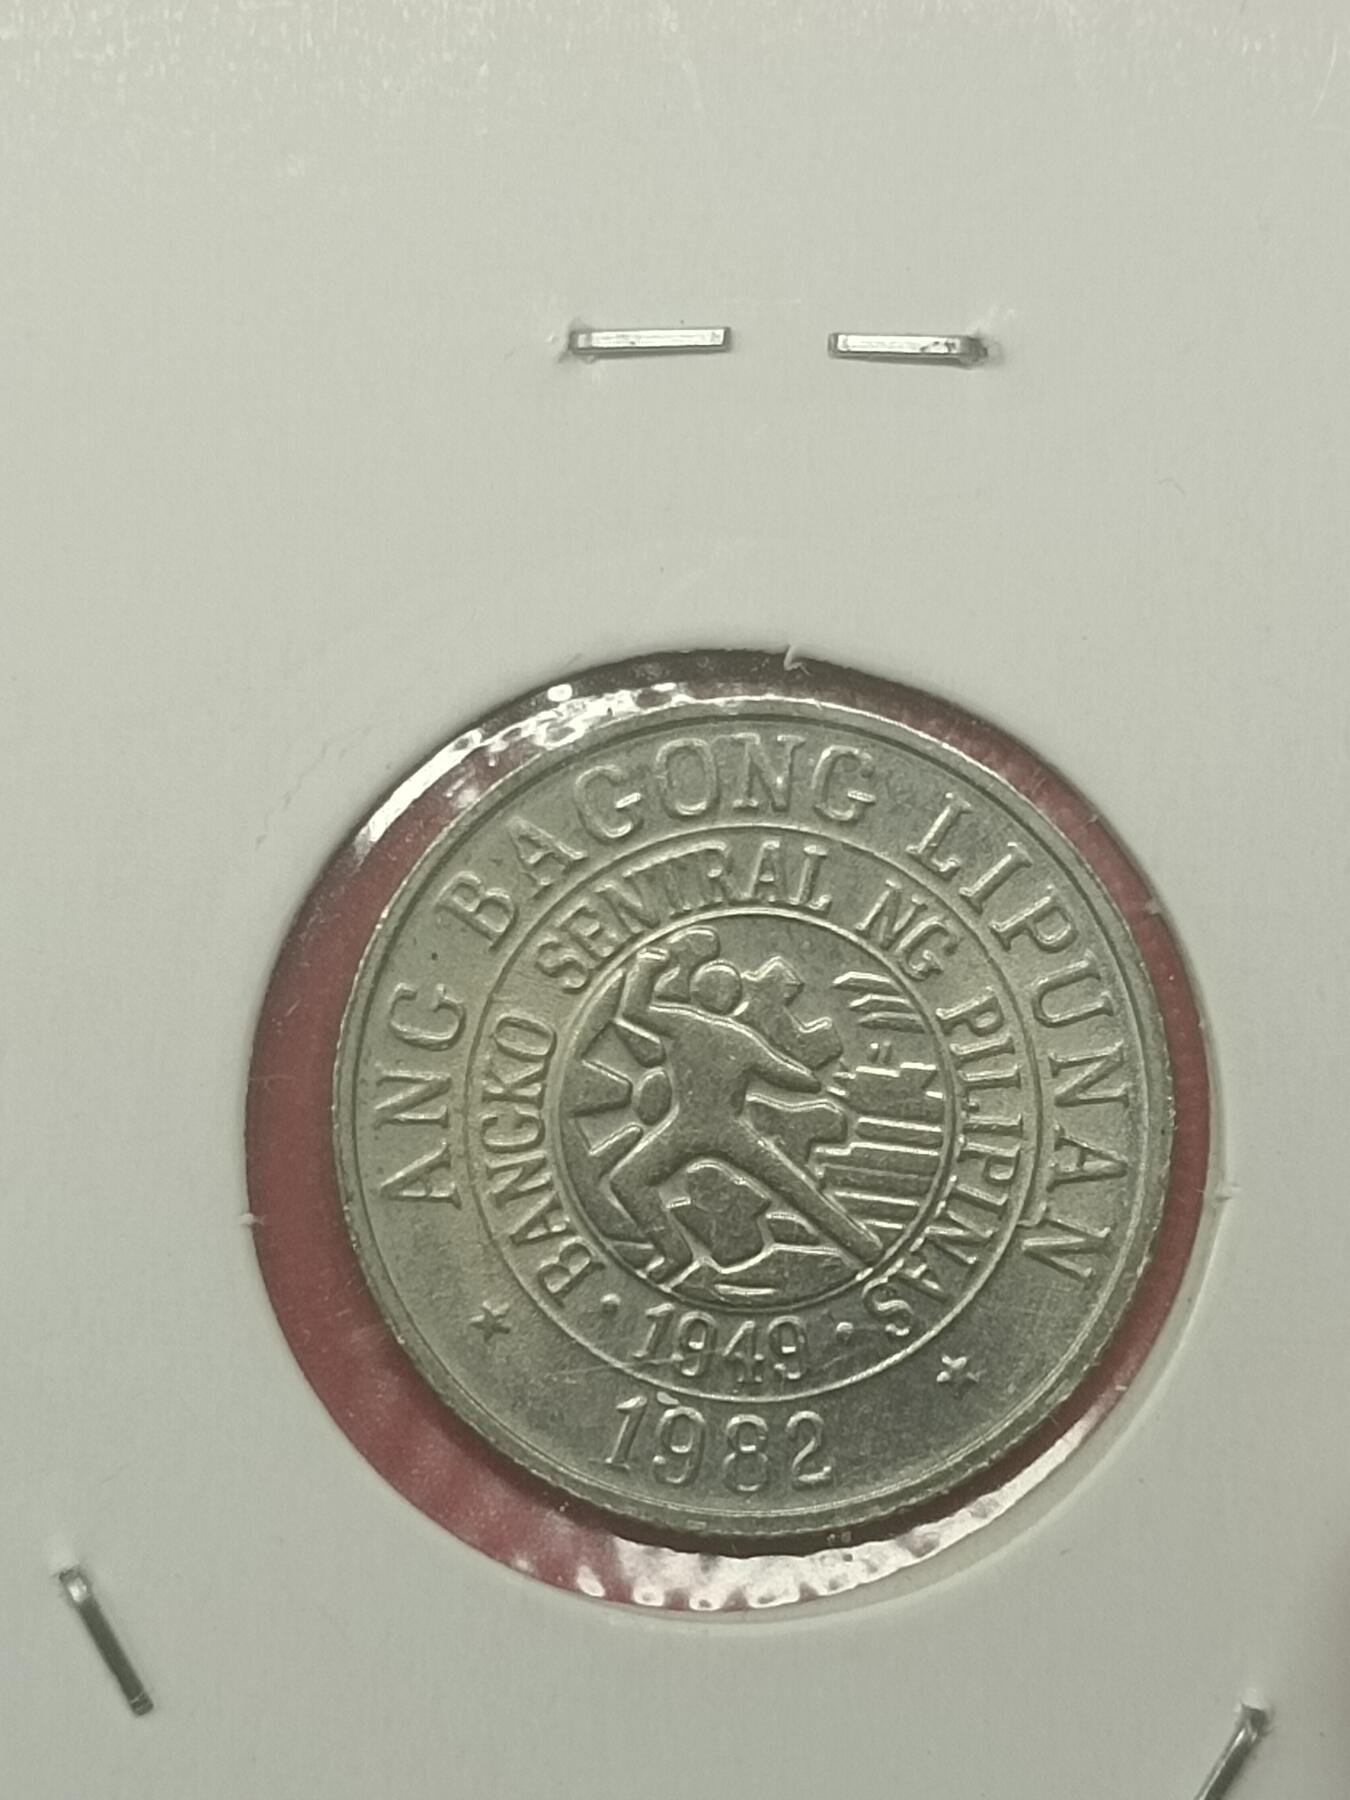 ANG BAGONG LIPUNAN
BANGKO SENTRAL NG PILIPINAS
· 1949 ·
1982